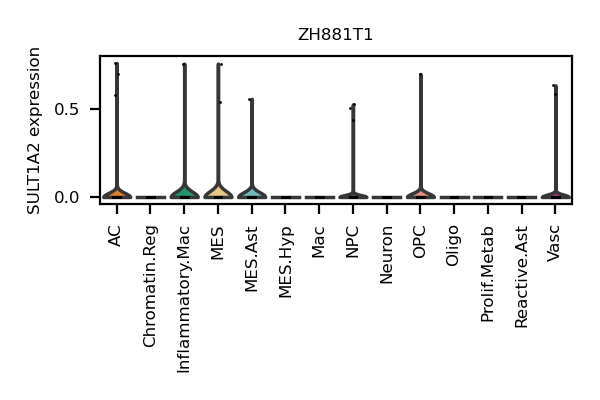 ZH881T1
SULT1A2 expression
0.5
0.0
AC
Chromatin.Reg
Inflammatory.Mac
MES
MES.Ast
MES.Hyp
Mac
NPC
Neuron
OPC
Oligo
Prolif.Metab
Reactive.Ast
Vasc